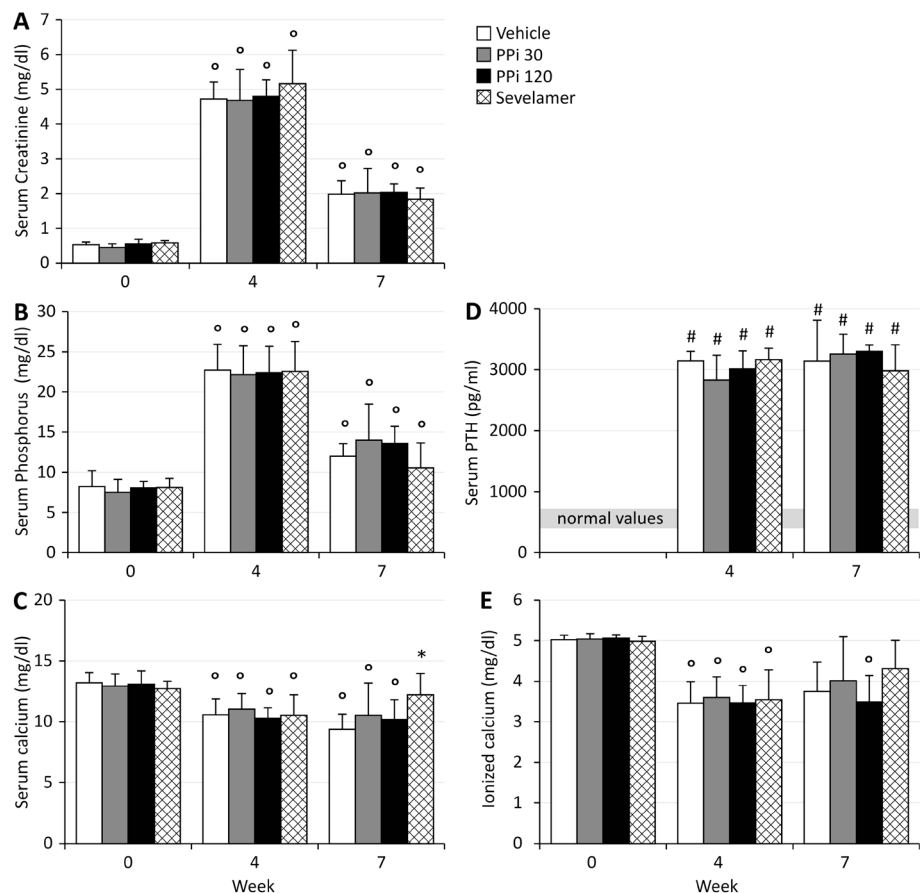 A
Serum Creatinine (mg/dl)
7
6
5
4
3
2
1
0
° ° ° °
° ° ° °
0 4 7
Vehicle
PPi 30
PPi 120
Sevelamer
B
Serum Phosphorus (mg/dl)
30
25
20
15
10
5
0
° ° ° °
° ° ° °
0 4 7
D
Serum PTH (pg/ml)
4000
3000
2000
1000
0
# # # #
# # # #
normal values
4 7
C
Serum calcium (mg/dl)
20
15
10
5
0
° ° ° °
° ° ° *
0 4 7
Week
E
Ionized calcium (mg/dl)
6
5
4
3
2
1
0
° ° ° °
°
0 4 7
Week